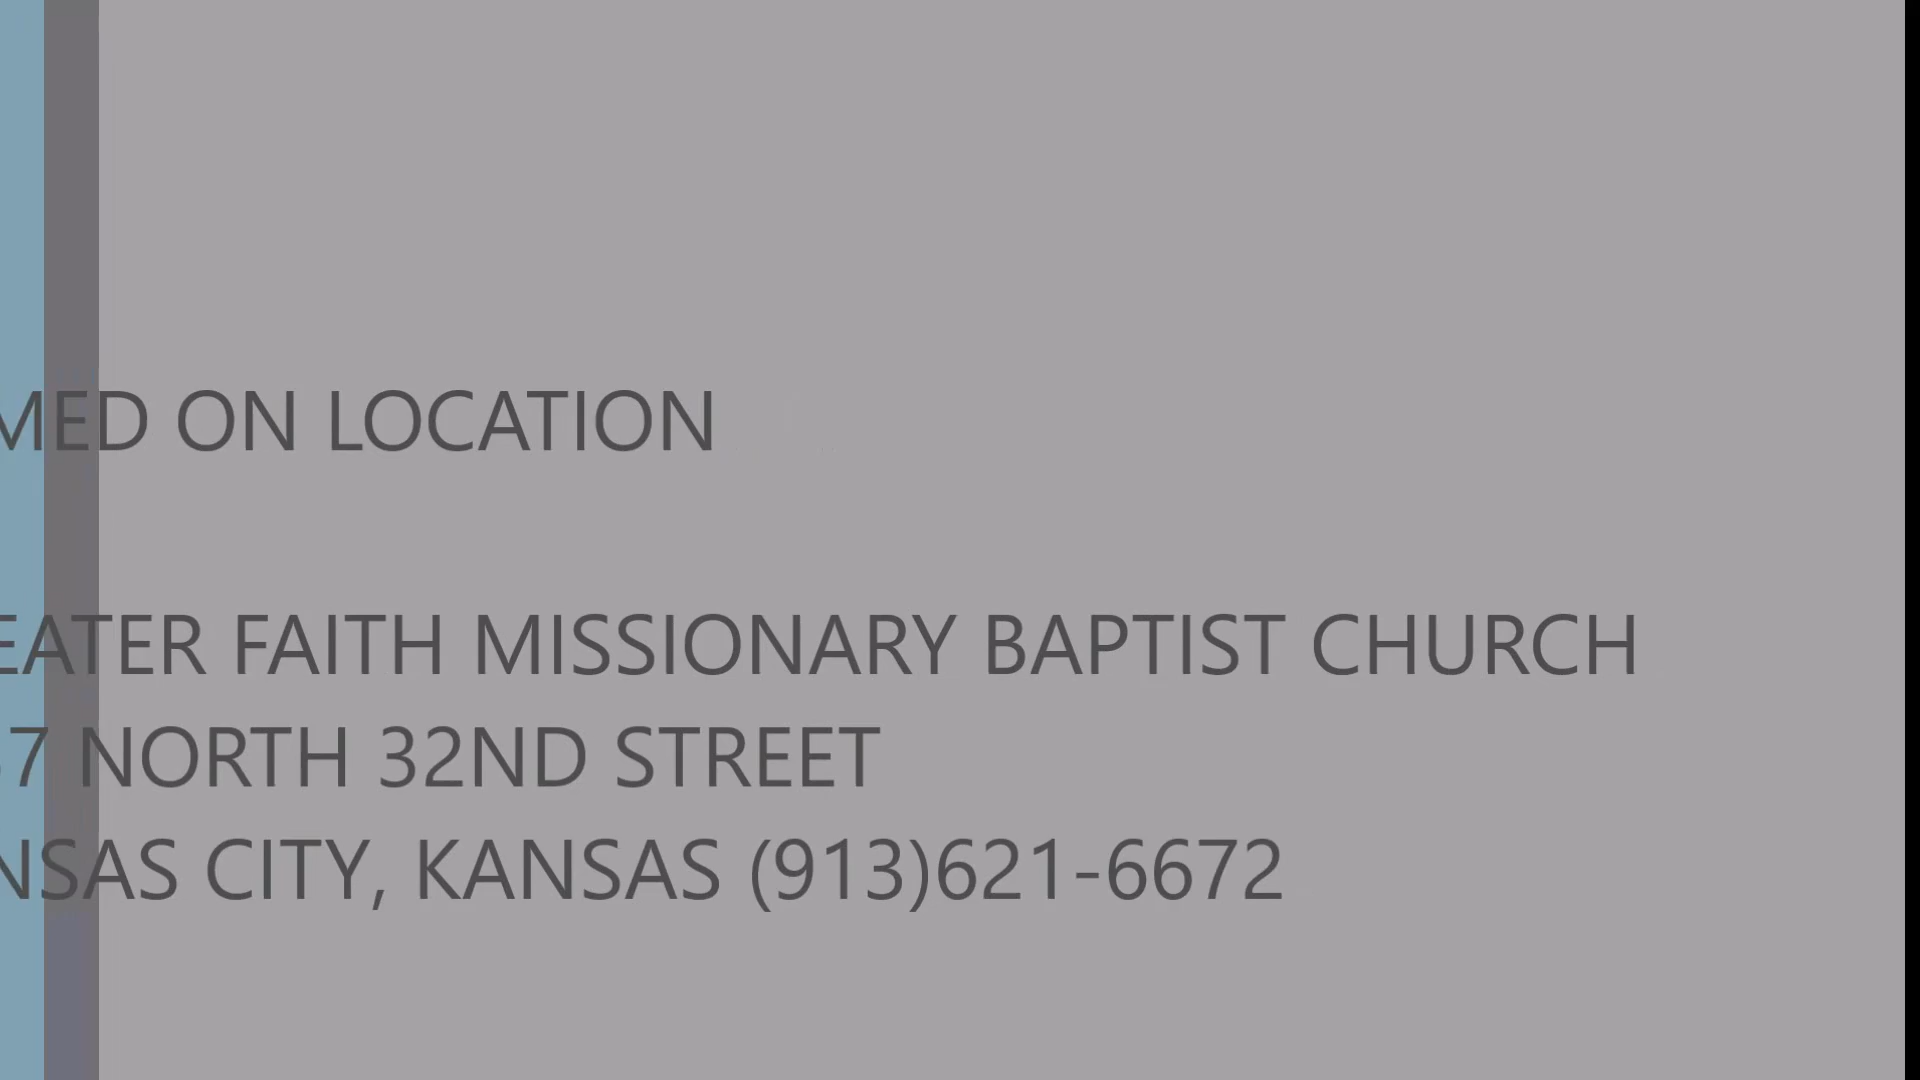 MED ON LOCATION
EATER FAITH MISSIONARY BAPTIST CHURCH
7 NORTH 32ND STREET
NSAS CITY, KANSAS (913)621-6672